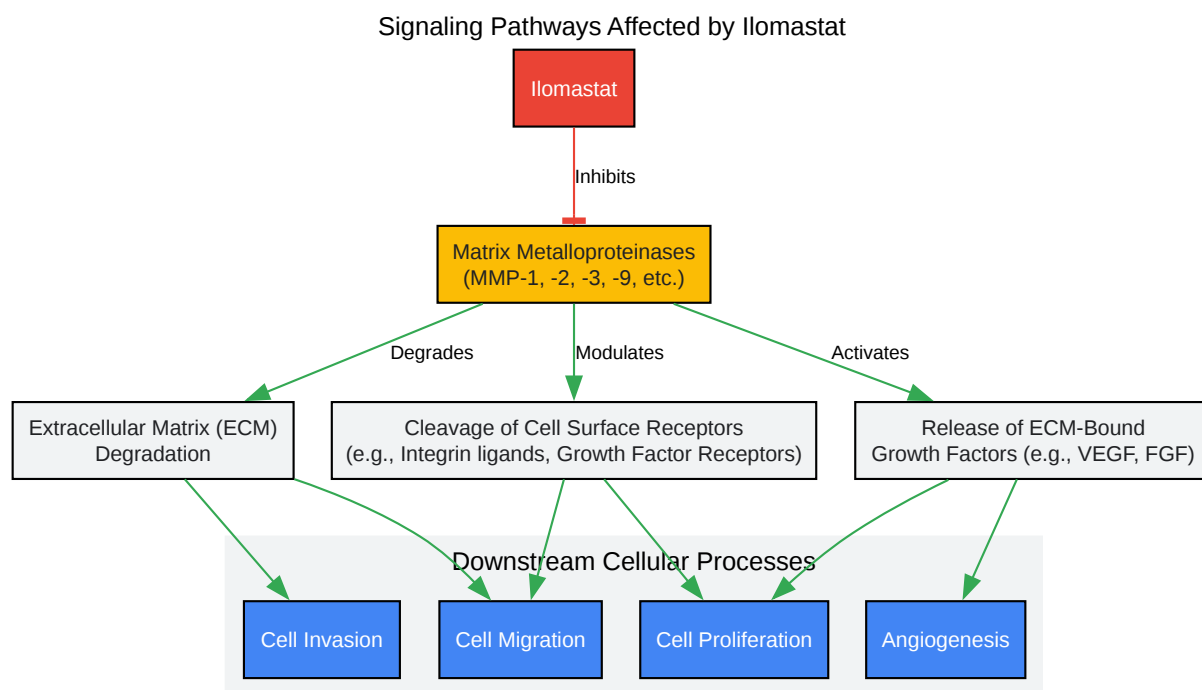 Signaling Pathways Affected by Ilomastat
Ilomastat
Inhibits
Matrix Metalloproteinases
(MMP-1, -2, -3, -9, etc.)
Degrades
Modulates
Activates
Extracellular Matrix (ECM)
Degradation
Cleavage of Cell Surface Receptors
(e.g., Integrin ligands, Growth Factor Receptors)
Release of ECM-Bound
Growth Factors (e.g., VEGF, FGF)
Downstream Cellular Processes
Cell Invasion
Cell Migration
Cell Proliferation
Angiogenesis